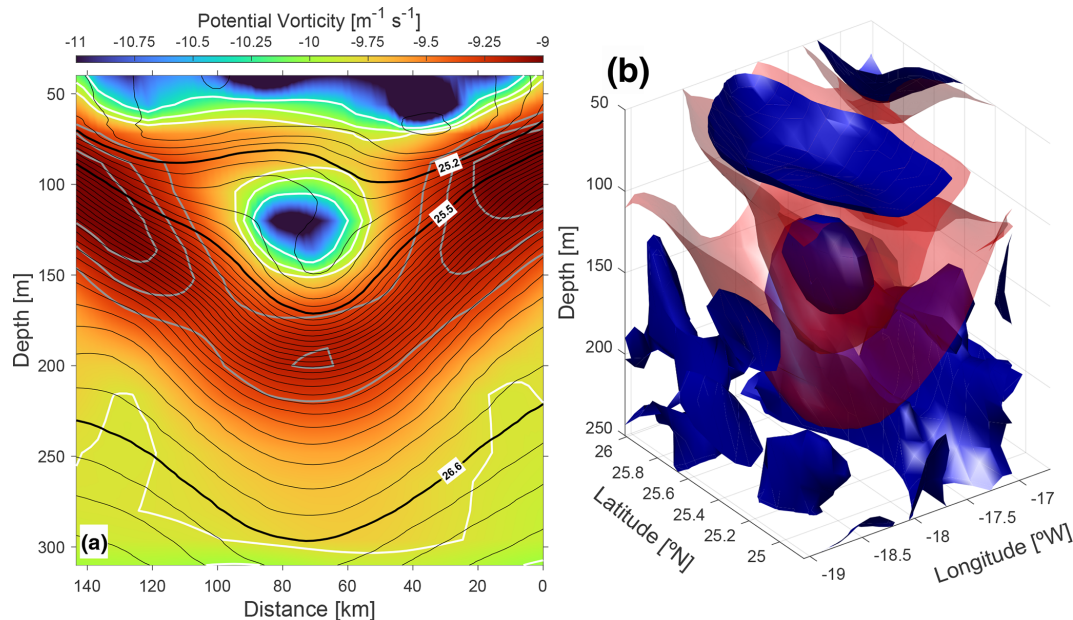 Potential Vorticity [m⁻¹ s⁻¹]
-11 -10.75 -10.5 -10.25 -10 -9.75 -9.5 -9.25 -9
50
100
150
200
250
300
Depth [m]
25.2
25.5
26.6
(a)
140 120 100 80 60 40 20 0
Distance [km]
(b)
50
100
150
200
250
Depth [m]
26
25.8
25.6
25.4
25.2
25
Latitude [ºN]
-19
-18.5
-18
-17.5
-17
Longitude [ºW]